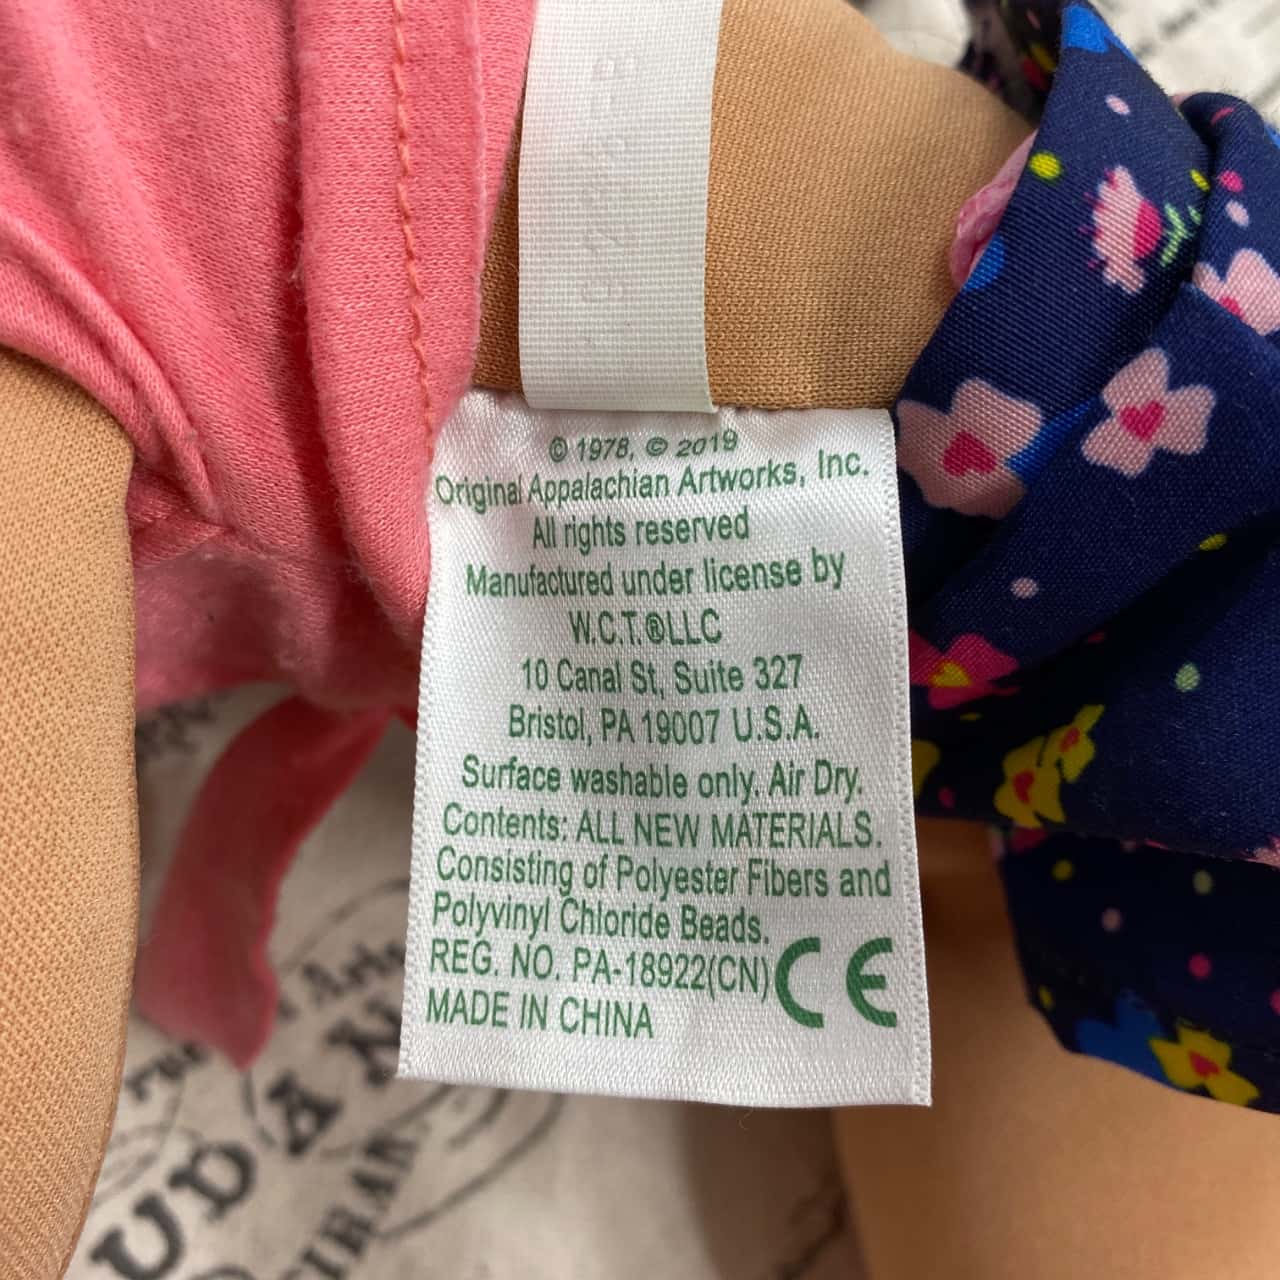 © 1978, © 2019
Original Appalachian Artworks, Inc.
All rights reserved
Manufactured under license by
W.C.T.®LLC
10 Canal St, Suite 327
Bristol, PA 19007 U.S.A.
Surface washable only. Air Dry.
Contents: ALL NEW MATERIALS.
Consisting of Polyester Fibers and
Polyvinyl Chloride Beads.
REG. NO. PA-18922(CN)
MADE IN CHINA
CE